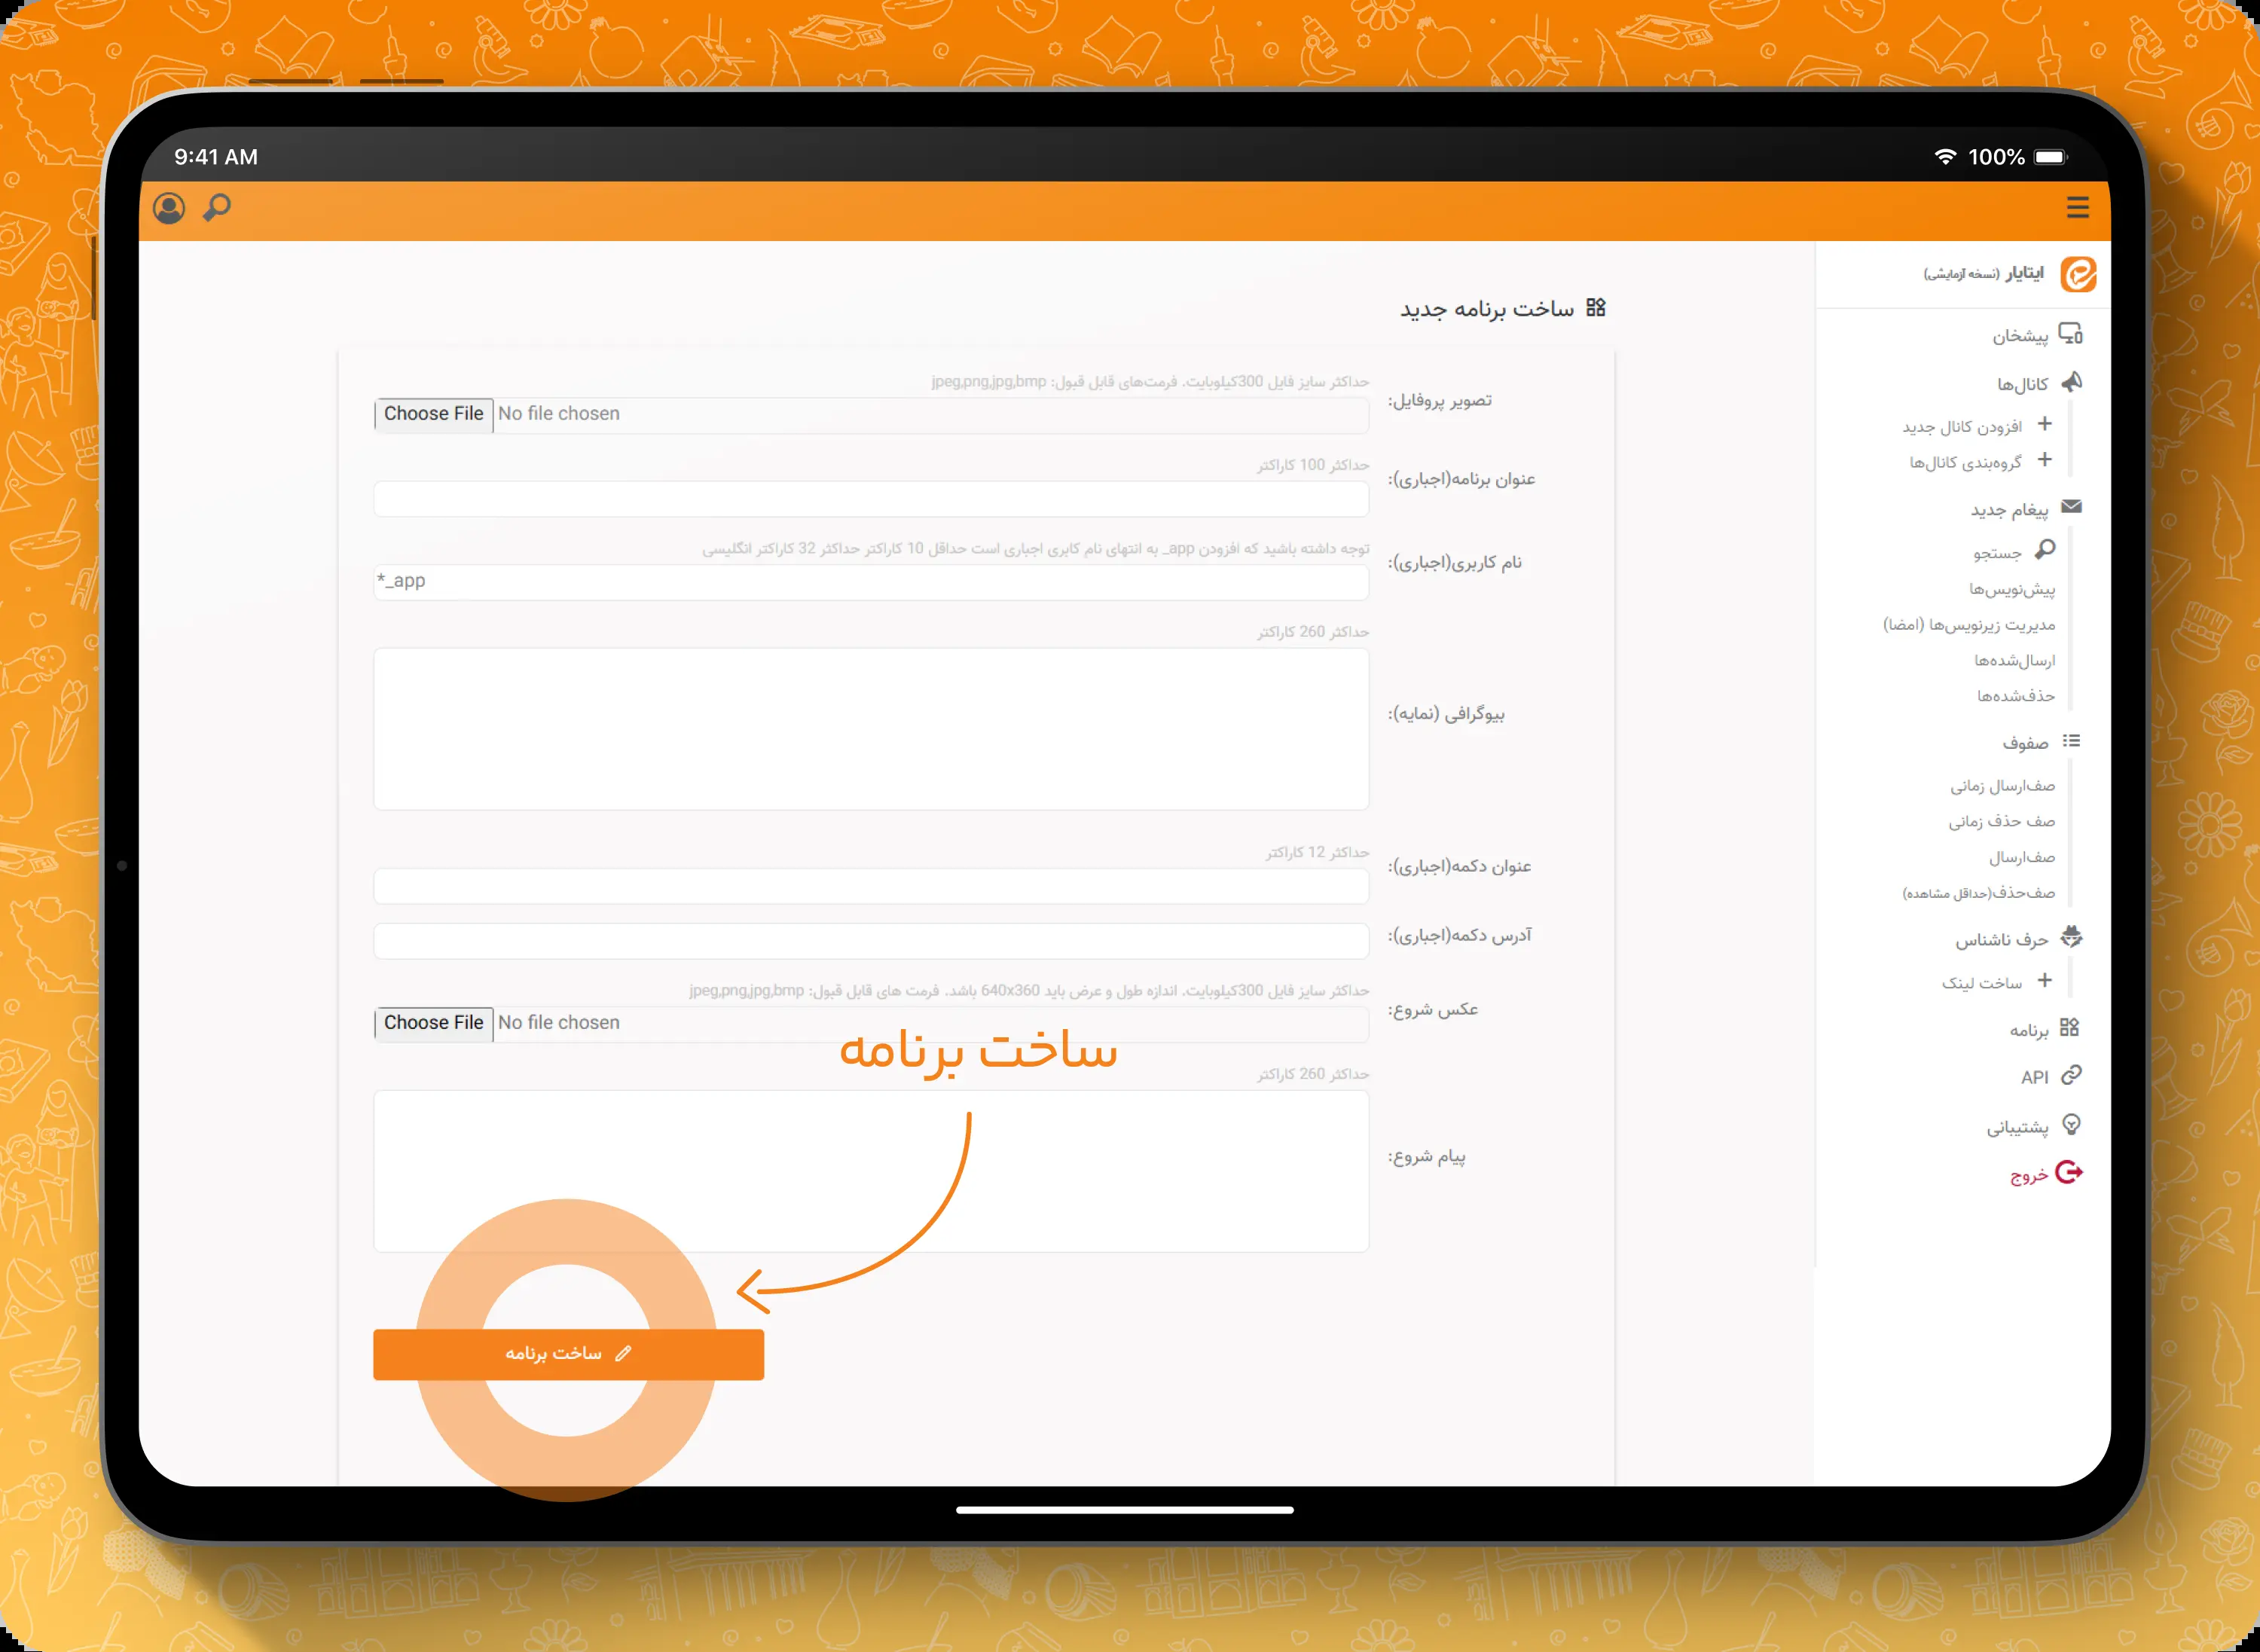 9:41 AM
100%
ایتایار (نسخه آزمایشی)
پیشخان
کانال‌ها
افزودن کانال جدید
گروه‌بندی کانال‌ها
پیغام جدید
جستجو
پیش‌نویس‌ها
مدیریت زیرنویس‌ها (امضا)
ارسال‌شده‌ها
حذف‌شده‌ها
صفوف
صف‌ارسال زمانی
صف حذف زمانی
صف‌ارسال
صف‌حذف(حداقل مشاهده)
حرف ناشناس
ساخت لینک
برنامه
API
پشتیبانی
خروج
ساخت برنامه جدید
حداکثر سایز فایل 300کیلوبایت. فرمت‌های قابل قبول: jpeg,png,jpg,bmp
تصویر پروفایل:
Choose File No file chosen
حداکثر 100 کاراکتر
عنوان برنامه(اجباری):
توجه داشته باشید که افزودن app_ به انتهای نام کابری اجباری است حداقل 10 کاراکتر حداکثر 32 کاراکتر انگلیسی
نام کاربری(اجباری):
*_app
حداکثر 260 کاراکتر
بیوگرافی (نمایه):
حداکثر 12 کاراکتر
عنوان دکمه(اجباری):
آدرس دکمه(اجباری):
حداکثر سایز فایل 300کیلوبایت. اندازه طول و عرض باید 640x360 باشد. فرمت های قابل قبول: jpeg,png,jpg,bmp
عکس شروع:
Choose File No file chosen
ساخت برنامه
حداکثر 260 کاراکتر
پیام شروع:
ساخت برنامه